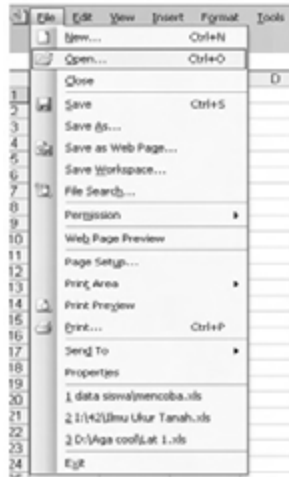 File Edit View Insert Format Tools
New... Ctrl+N
Open... Ctrl+O
Close
D
1
Save Ctrl+S
2
Save As...
3
Save as Web Page...
4
Save Workspace...
5
6
File Search...
7
Permission
8
9
Web Page Preview
10
Page Setup...
11
12
Print Area
13
Print Preview
14
15
Print... Ctrl+P
16
Send To
17
Properties
18
19
1 data siswa\mencoba.xls
20
2 I:\42\Ilmu Ukur Tanah.xls
21
22
3 D:\Aga cool\Lat 1.xls
23
Exit
24